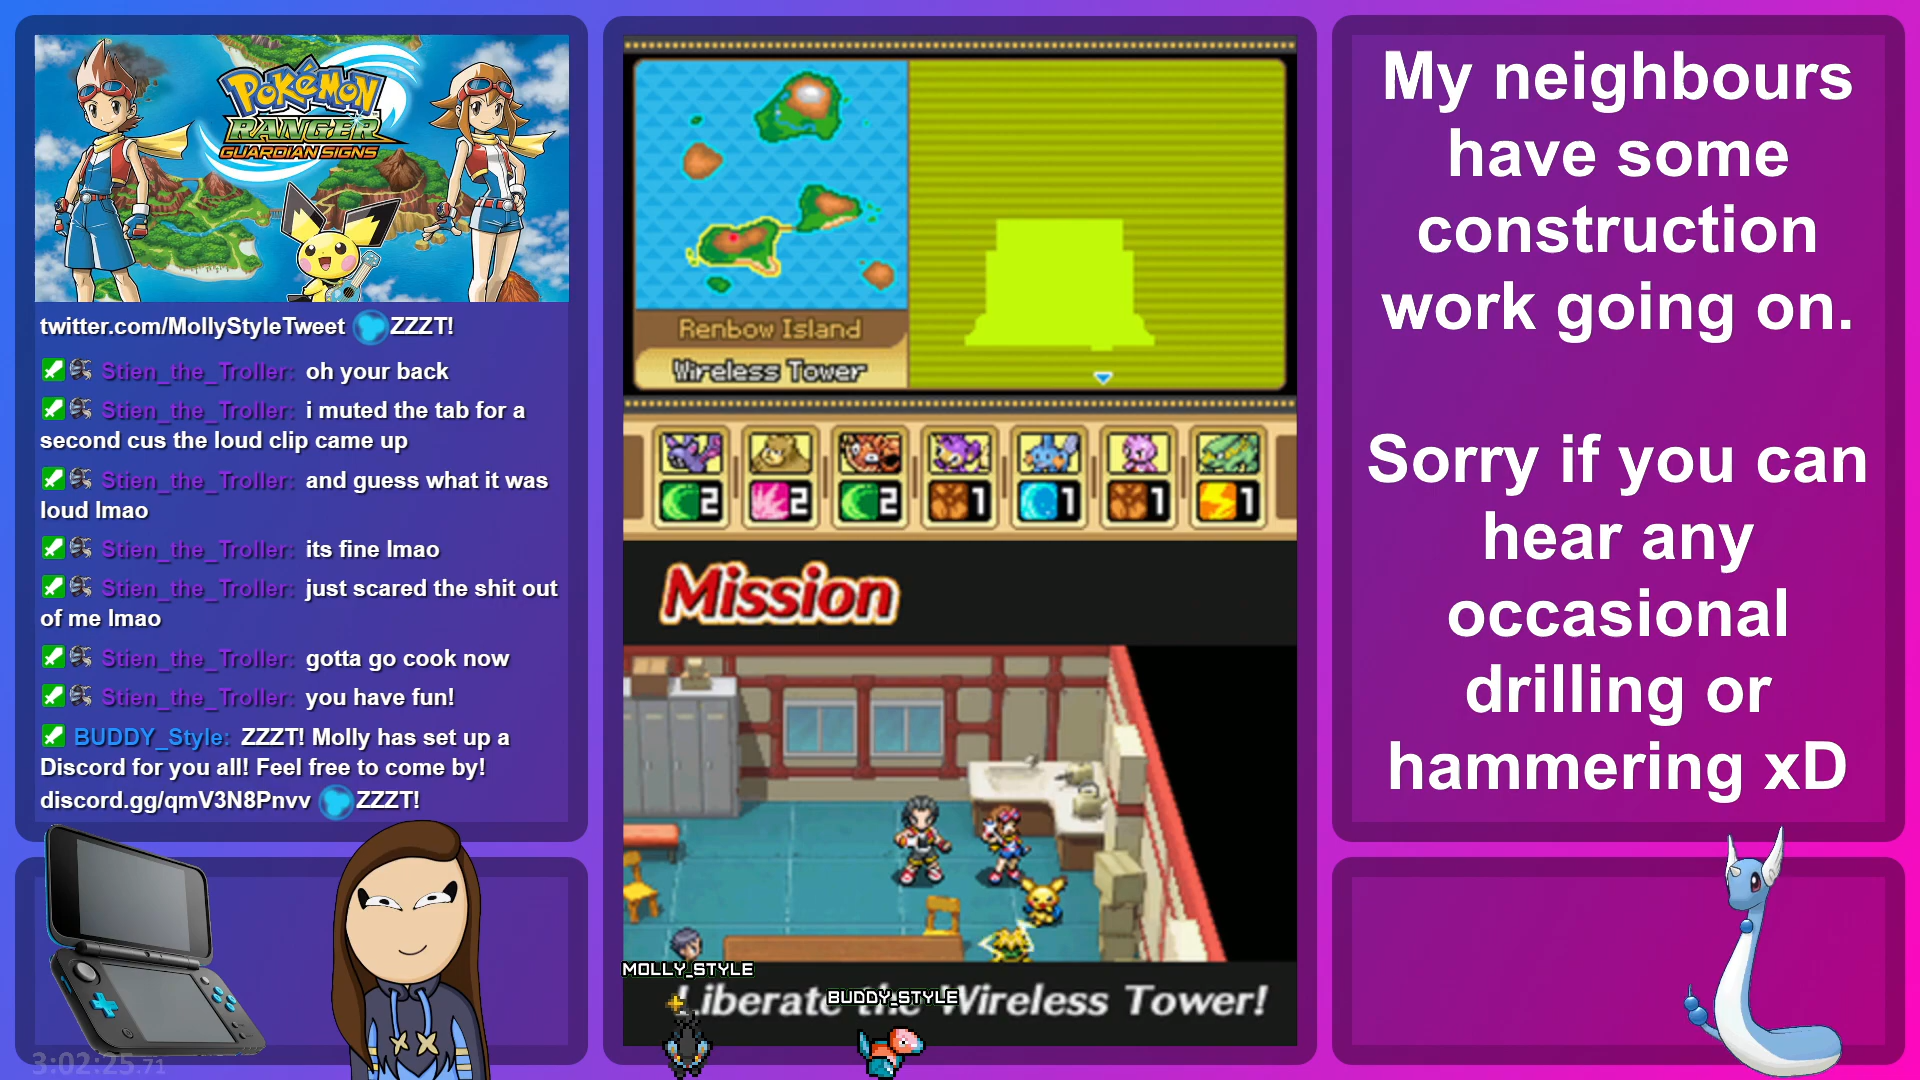 POKéMON
RANGER
GUARDIAN SIGNS
twitter.com/MollyStyleTweet ZZZT!
Stien_the_Troller: oh your back
Stien_the_Troller: i muted the tab for a
second cus the loud clip came up
Stien_the_Troller: and guess what it was
loud lmao
Stien_the_Troller: its fine lmao
Stien_the_Troller: just scared the shit out
of me lmao
Stien_the_Troller: gotta go cook now
Stien_the_Troller: you have fun!
BUDDY_Style: ZZZT! Molly has set up a
Discord for you all! Feel free to come by!
discord.gg/qmV3N8Pnvv ZZZT!
3:02:25.71
Renbow Island
Wireless Tower
2 2 2 1 1 1 1
Mission
MOLLY_STYLE
BUDDY_STYLE
Liberate the Wireless Tower!
My neighbours
have some
construction
work going on.
Sorry if you can
hear any
occasional
drilling or
hammering xD